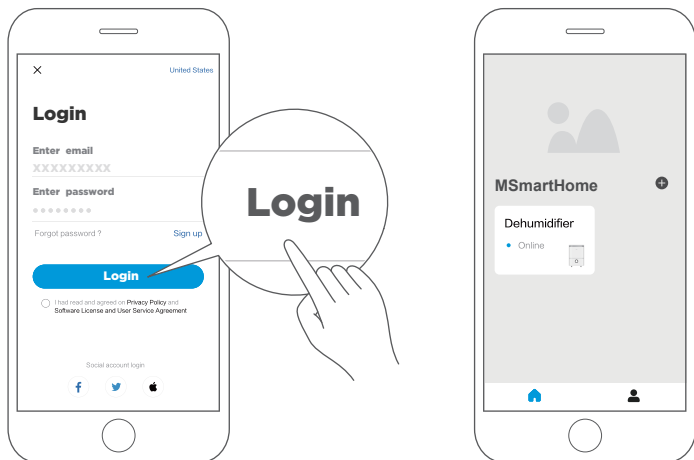 United States
Login
Enter email
XXXXXXXXX
Enter password
Forgot password ?
Sign up
Login
I had read and agreed on Privacy Policy and
Software License and User Service Agreement
Social account login
Login
MSmartHome
Dehumidifier
Online